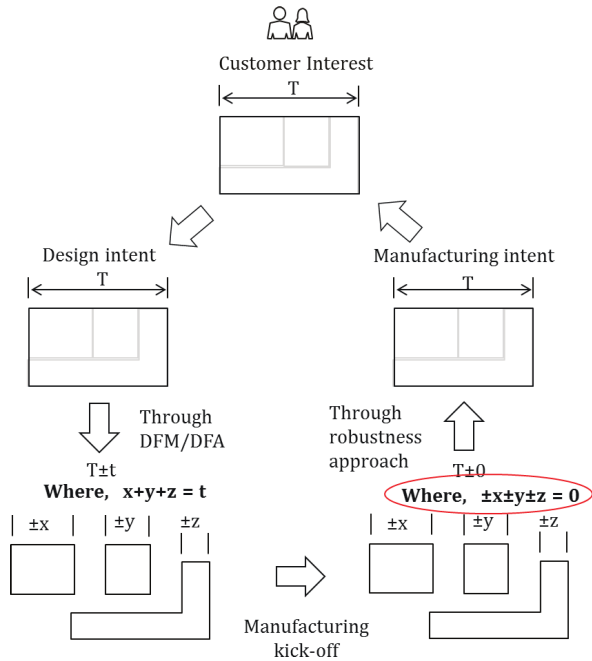 Customer Interest
T
Design intent
T
Manufacturing intent
T
Through
DFM/DFA
Through
robustness
approach
T±t
Where, x+y+z = t
T±0
Where, ±x±y±z = 0
±x
±y
±z
±x
±y
±z
Manufacturing
kick-off